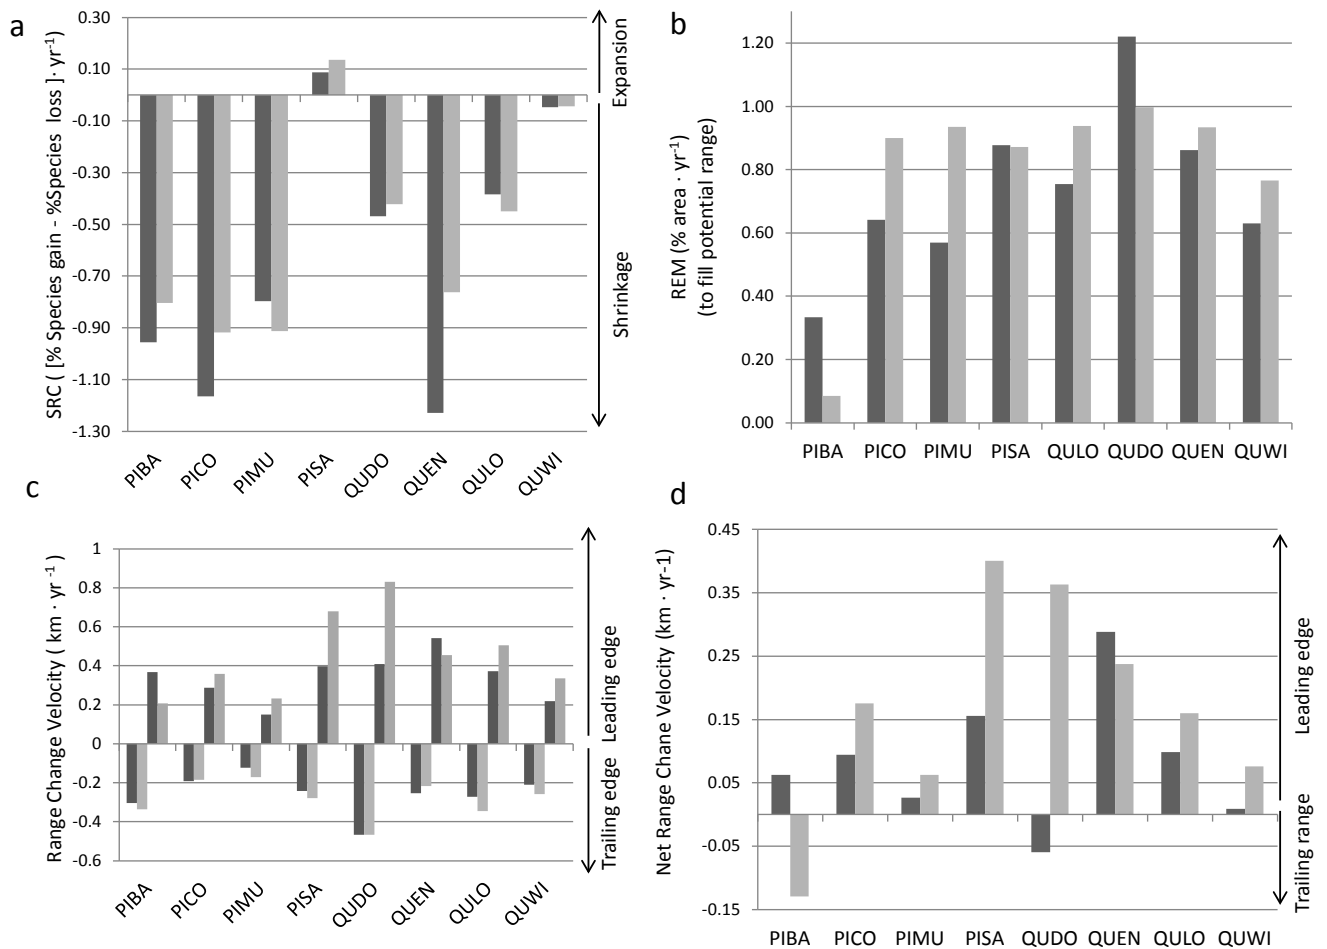 a
SRC ( [% Species gain - %Species loss ]· yr-1)
0.30
0.10
-0.10
-0.30
-0.50
-0.70
-0.90
-1.10
-1.30
PIBA PICO PIMU PISA QUDO QUEN QULO QUWI
Expansion
Shrinkage
b
REM (% area · yr-1)
(to fill potential range)
1.20
1.00
0.80
0.60
0.40
0.20
0.00
PIBA PICO PIMU PISA QULO QUDO QUEN QUWI
c
Range Change Velocity ( km · yr -1 )
1
0.8
0.6
0.4
0.2
0
-0.2
-0.4
-0.6
PIBA PICO PIMU PISA QUDO QUEN QULO QUWI
Leading edge
Trailing edge
d
Net Range Chane Velocity (km · yr-1)
0.45
0.35
0.25
0.15
0.05
-0.05
-0.15
PIBA PICO PIMU PISA QUDO QUEN QULO QUWI
Leading edge
Trailing range